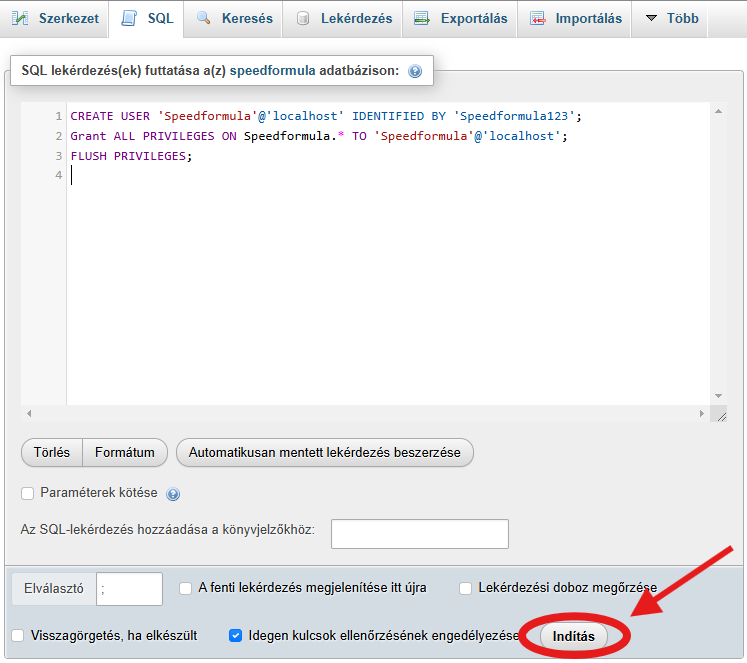 Szerkezet SQL Keresés Lekérdezés Exportálás Importálás Több
SQL lekérdezés(ek) futtatása a(z) speedformula adatbázison:
1 CREATE USER 'Speedformula'@'localhost' IDENTIFIED BY 'Speedformula123';
2 Grant ALL PRIVILEGES ON Speedformula.* TO 'Speedformula'@'localhost';
3 FLUSH PRIVILEGES;
4
Törlés Formátum Automatikusan mentett lekérdezés beszerzése
Paraméterek kötése
Az SQL-lekérdezés hozzáadása a könyvjelzőkhöz:
Elválasztó ; A fenti lekérdezés megjelenítése itt újra Lekérdezési doboz megőrzése
Visszagörgetés, ha elkészült Idegen kulcsok ellenőrzésének engedélyezése Indítás